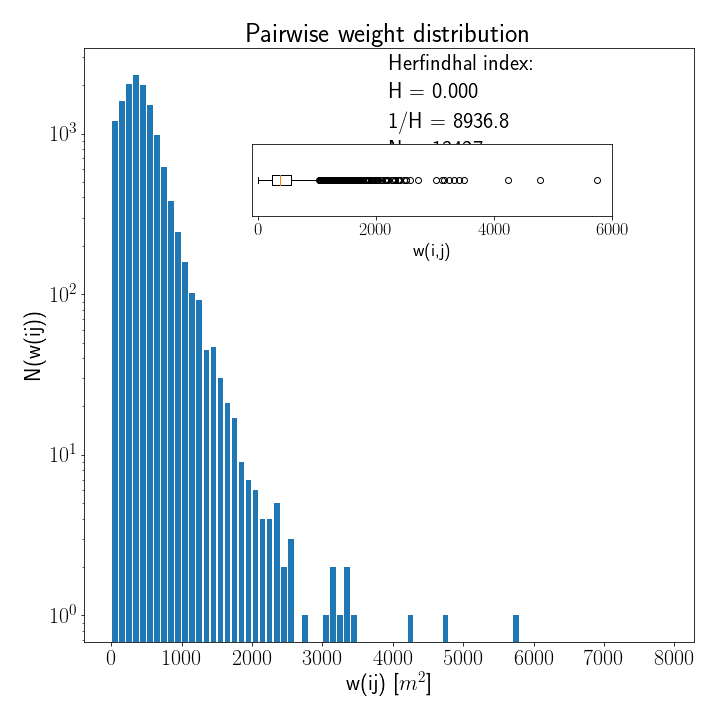 Pairwise weight distribution
Herfindhal index:
H = 0.000
1/H = 8936.8
0 2000 4000 6000
w(i,j)
10³
10²
10¹
10⁰
N(w(ij))
0 1000 2000 3000 4000 5000 6000 7000 8000
w(ij) [m²]